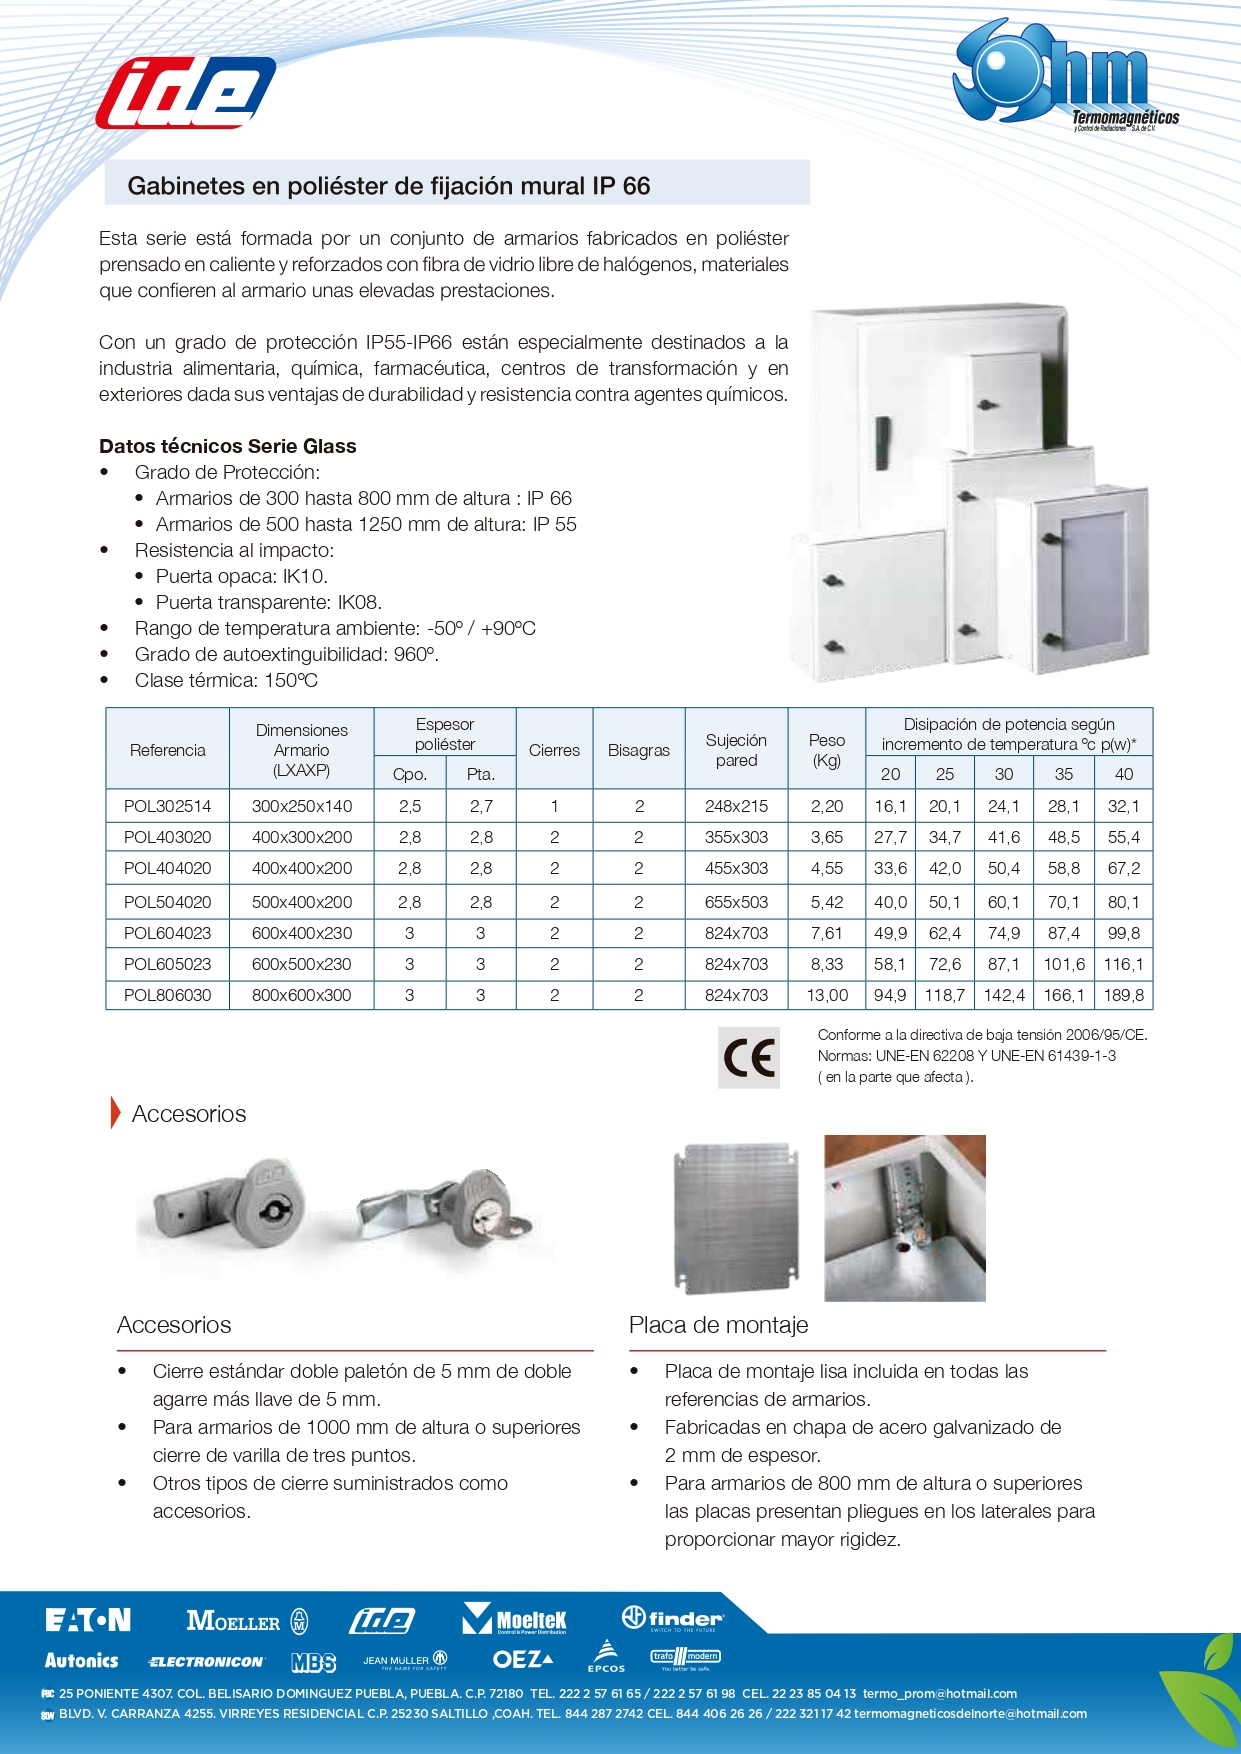 ide
Ohm
Termomagnéticos
y Control de Radiaciones S.A. de C.V.
Gabinetes en poliéster de fijación mural IP 66
Esta serie está formada por un conjunto de armarios fabricados en poliéster
prensado en caliente y reforzados con fibra de vidrio libre de halógenos, materiales
que confieren al armario unas elevadas prestaciones.
Con un grado de protección IP55-IP66 están especialmente destinados a la
industria alimentaria, química, farmacéutica, centros de transformación y en
exteriores dada sus ventajas de durabilidad y resistencia contra agentes químicos.
Datos técnicos Serie Glass
• Grado de Protección:
• Armarios de 300 hasta 800 mm de altura : IP 66
• Armarios de 500 hasta 1250 mm de altura: IP 55
• Resistencia al impacto:
• Puerta opaca: IK10.
• Puerta transparente: IK08.
• Rango de temperatura ambiente: -50º / +90ºC
• Grado de autoextinguibilidad: 960º.
• Clase térmica: 150ºC
Referencia Dimensiones Armario (LXAXP) Espesor poliéster Cierres Bisagras Sujeción pared Peso (Kg) Disipación de potencia según incremento de temperatura ºc p(w)*
Cpo. Pta. 20 25 30 35 40
POL302514 300x250x140 2,5 2,7 1 2 248x215 2,20 16,1 20,1 24,1 28,1 32,1
POL403020 400x300x200 2,8 2,8 2 2 355x303 3,65 27,7 34,7 41,6 48,5 55,4
POL404020 400x400x200 2,8 2,8 2 2 455x303 4,55 33,6 42,0 50,4 58,8 67,2
POL504020 500x400x200 2,8 2,8 2 2 655x503 5,42 40,0 50,1 60,1 70,1 80,1
POL604023 600x400x230 3 3 2 2 824x703 7,61 49,9 62,4 74,9 87,4 99,8
POL605023 600x500x230 3 3 2 2 824x703 8,33 58,1 72,6 87,1 101,6 116,1
POL806030 800x600x300 3 3 2 2 824x703 13,00 94,9 118,7 142,4 166,1 189,8
CE
Conforme a la directiva de baja tensión 2006/95/CE.
Normas: UNE-EN 62208 Y UNE-EN 61439-1-3
( en la parte que afecta ).
Accesorios
Accesorios
• Cierre estándar doble paletón de 5 mm de doble
agarre más llave de 5 mm.
• Para armarios de 1000 mm de altura o superiores
cierre de varilla de tres puntos.
• Otros tipos de cierre suministrados como
accesorios.
Placa de montaje
• Placa de montaje lisa incluida en todas las
referencias de armarios.
• Fabricadas en chapa de acero galvanizado de
2 mm de espesor.
• Para armarios de 800 mm de altura o superiores
las placas presentan pliegues en los laterales para
proporcionar mayor rigidez.
EATON MOELLER ide MoelteK finder
Control & Power Distribution SWITCH TO THE FUTURE
Autonics ELECTRONICON MBS JEAN MÜLLER OEZ EPCOS trafo modern
THE NAME FOR SAFETY You better be safe.
25 PONIENTE 4307. COL. BELISARIO DOMINGUEZ PUEBLA, PUEBLA. C.P. 72180 TEL. 222 2 57 61 65 / 222 2 57 61 98 CEL. 22 23 85 04 13 termo_prom@hotmail.com
BLVD. V. CARRANZA 4255. VIRREYES RESIDENCIAL C.P. 25230 SALTILLO ,COAH. TEL. 844 287 2742 CEL. 844 406 26 26 / 222 321 17 42 termomagneticosdelnorte@hotmail.com